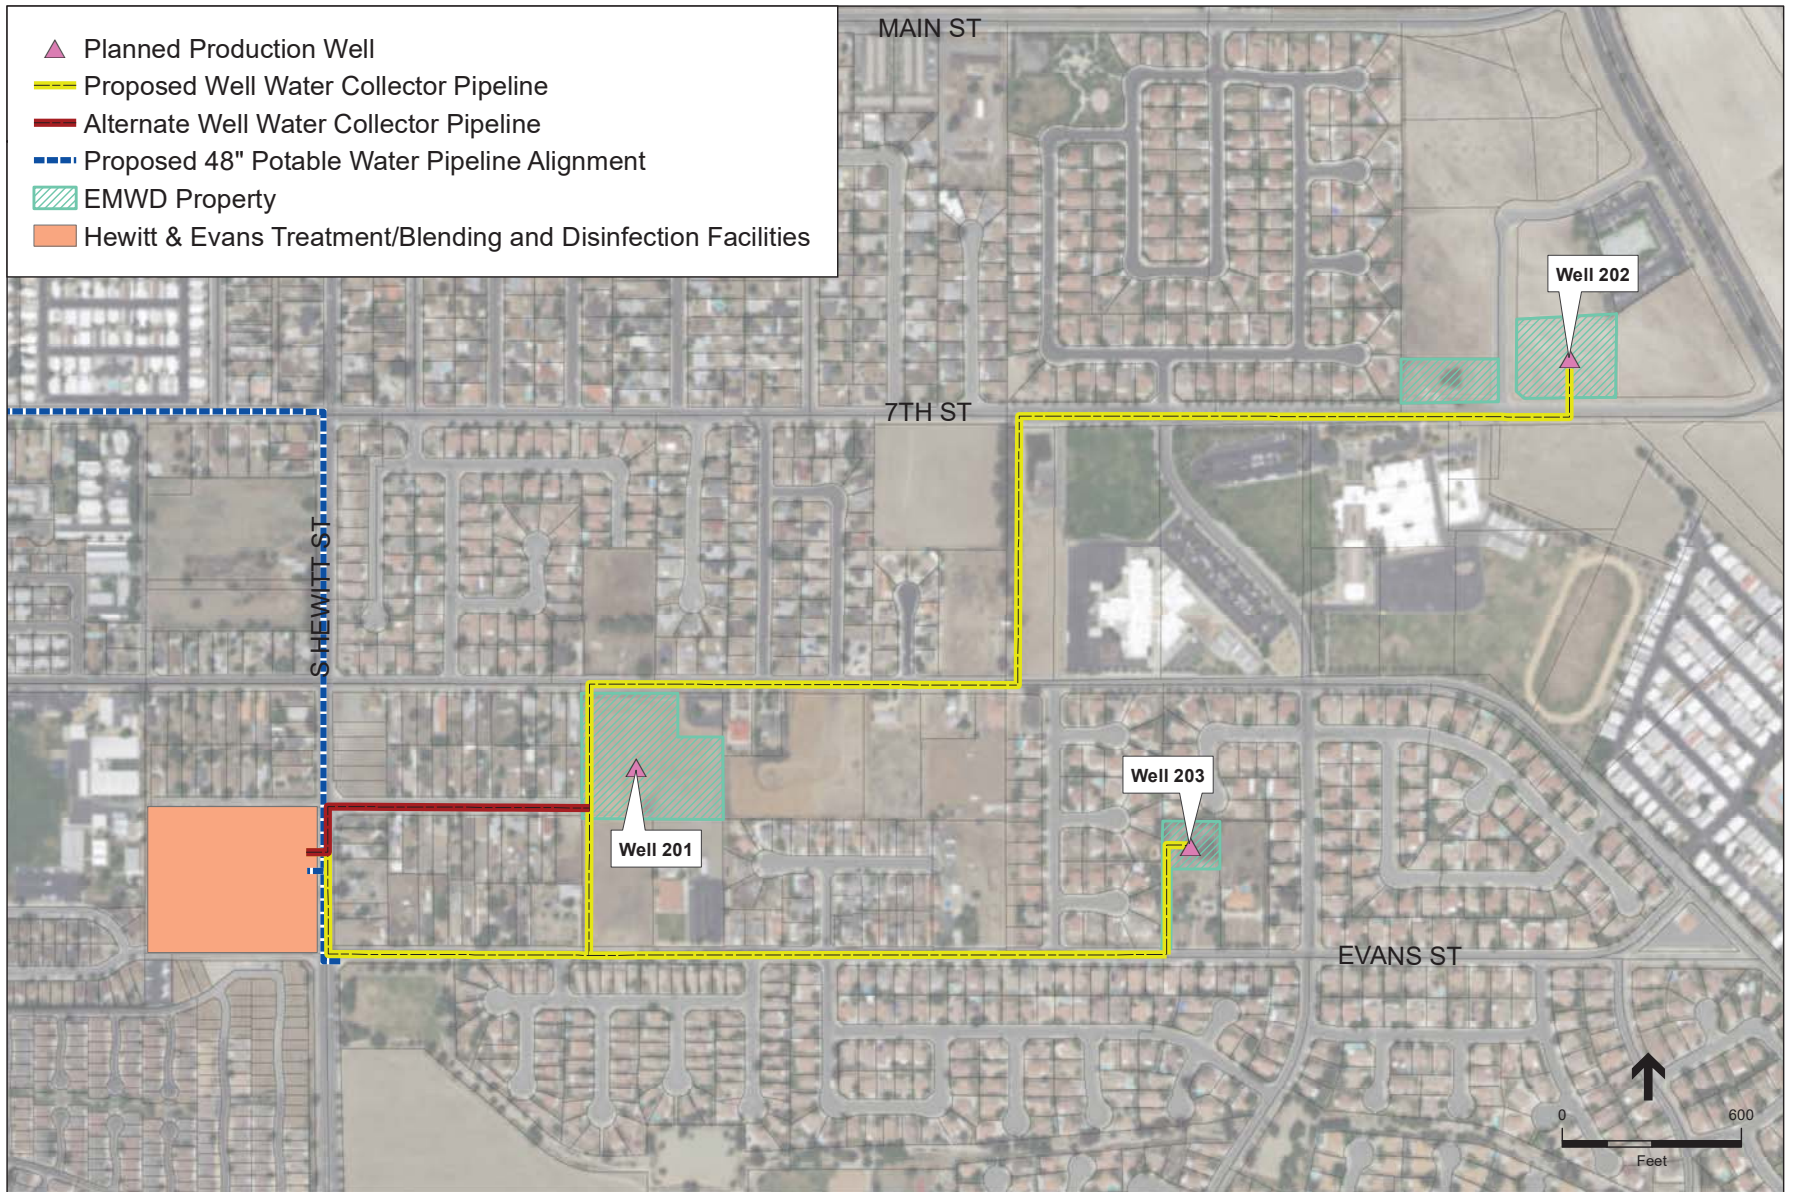 MAIN ST
Planned Production Well
Proposed Well Water Collector Pipeline
Alternate Well Water Collector Pipeline
Proposed 48" Potable Water Pipeline Alignment
EMWD Property
Hewitt & Evans Treatment/Blending and Disinfection Facilities
Well 202
7TH ST
S HEWITT ST
Well 203
Well 201
EVANS ST
0 600
Feet